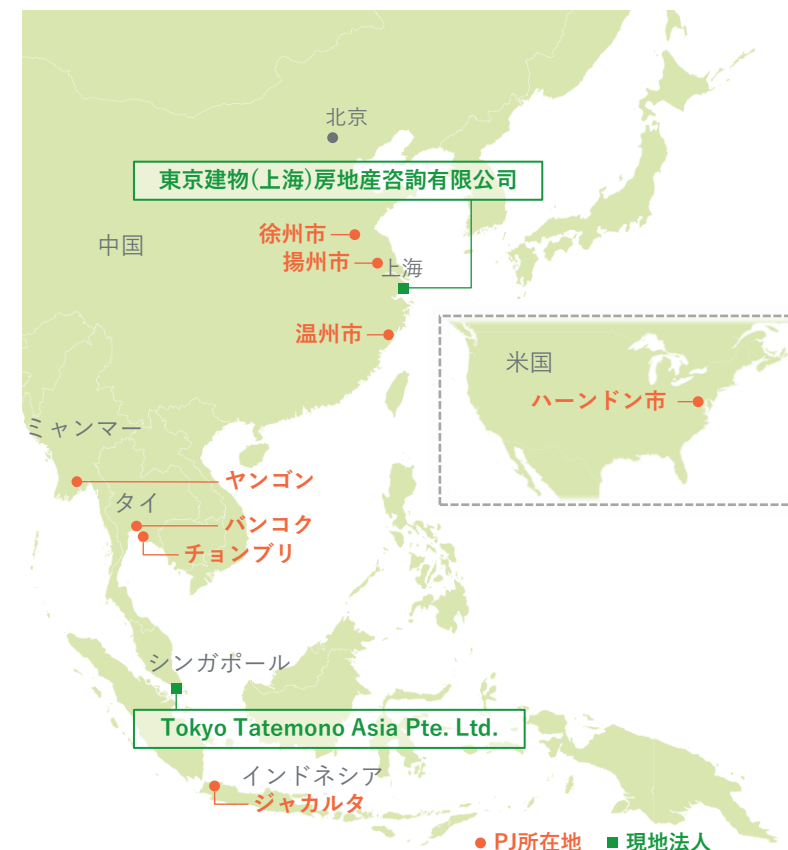 北京
東京建物(上海)房地産咨詢有限公司
中国
徐州市
揚州市
上海
温州市
米国
ハーンドン市
ミャンマー
ヤンゴン
タイ
バンコク
チョンブリ
シンガポール
Tokyo Tatemono Asia Pte. Ltd.
インドネシア
ジャカルタ
PJ所在地 現地法人